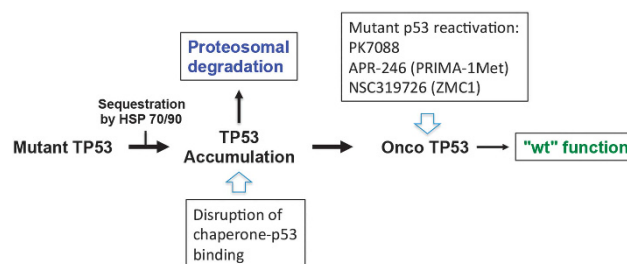 Mutant p53 reactivation:
PK7088
APR-246 (PRIMA-1Met)
NSC319726 (ZMC1)
Proteosomal
degradation
Sequestration
by HSP 70/90
Mutant TP53
TP53
Accumulation
Onco TP53
"wt" function
Disruption of
chaperone-p53
binding